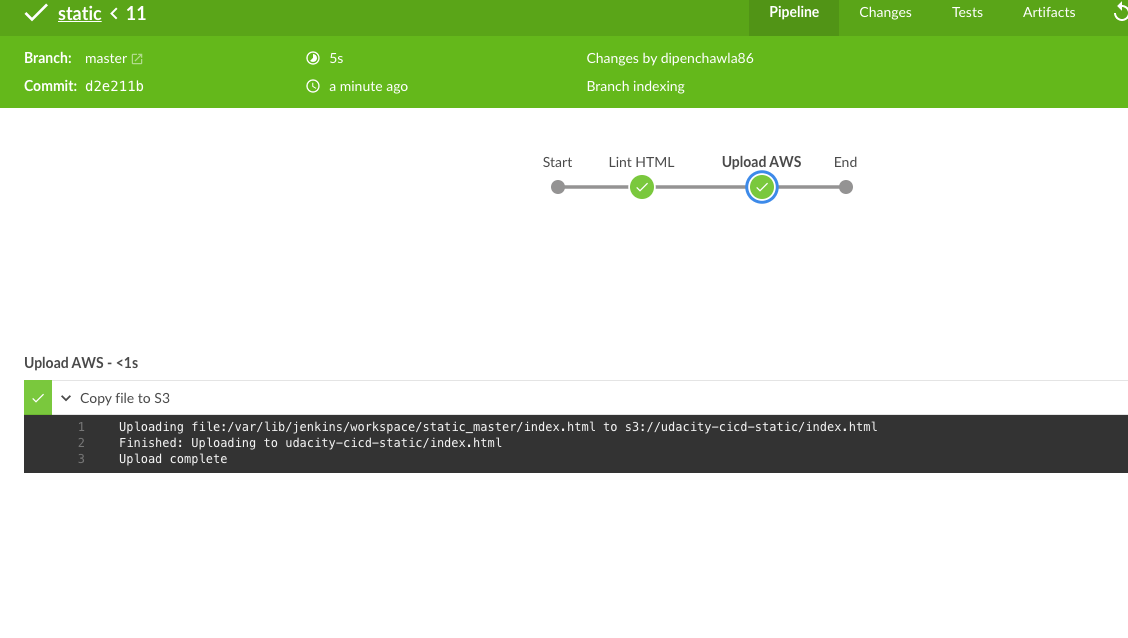 static < 11
Pipeline Changes Tests Artifacts
Branch: master 5s Changes by dipenchawla86
Commit: d2e211b a minute ago Branch indexing
Start Lint HTML Upload AWS End
Upload AWS - <1s
Copy file to S3
1 Uploading file:/var/lib/jenkins/workspace/static_master/index.html to s3://udacity-cicd-static/index.html
2 Finished: Uploading to udacity-cicd-static/index.html
3 Upload complete